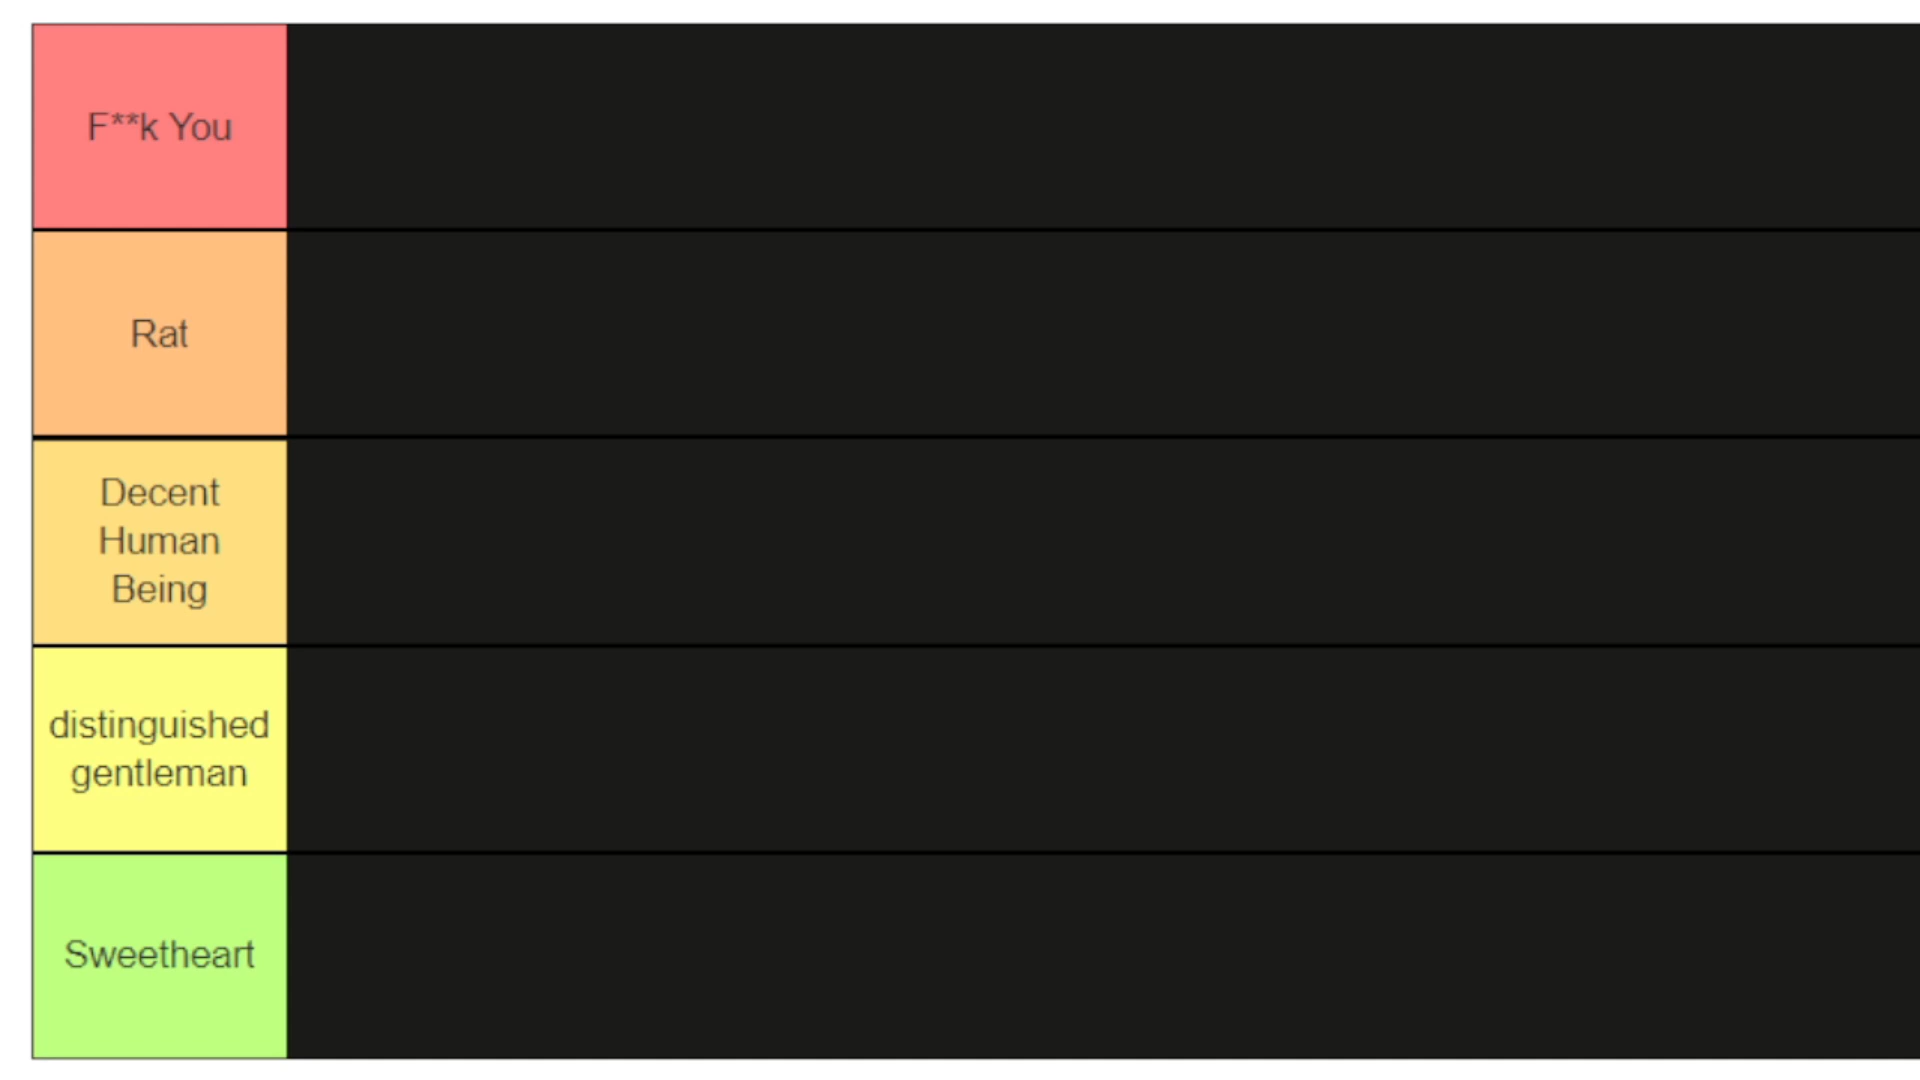 F**k You
Rat
Decent
Human
Being
distinguished
gentleman
Sweetheart